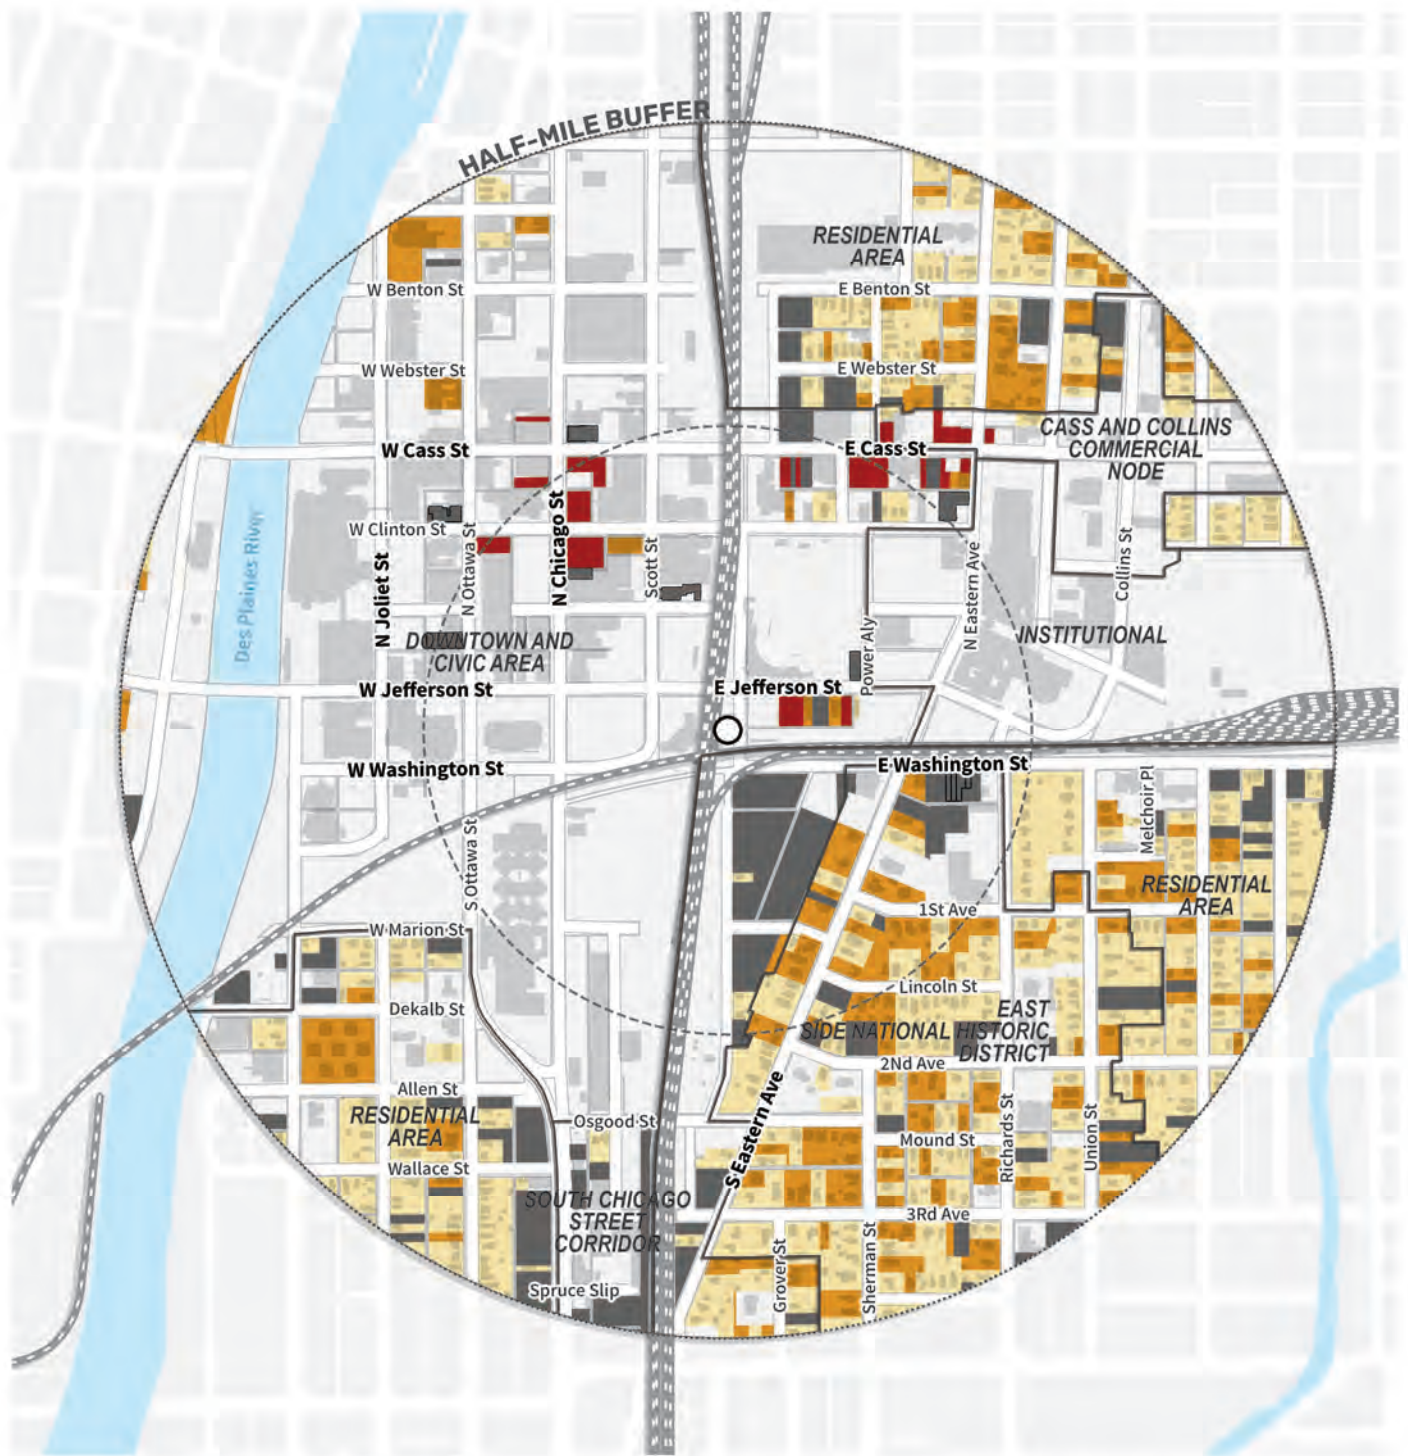 HALF-MILE BUFFER
RESIDENTIAL
AREA
W Benton St
E Benton St
W Webster St
E Webster St
CASS AND COLLINS
COMMERCIAL
NODE
W Cass St
E Cass St
W Clinton St
N Ottawa St
N Chicago St
Scott St
Des Plaines River
N Joliet St
N Eastern Ave
Collins St
Power Aly
DOWNTOWN AND
CIVIC AREA
INSTITUTIONAL
W Jefferson St
E Jefferson St
W Washington St
E Washington St
Melchoir Pl
S Ottawa St
RESIDENTIAL
AREA
1St Ave
W Marion St
Lincoln St
Dekalb St
EAST
SIDE NATIONAL HISTORIC
DISTRICT
2Nd Ave
Allen St
RESIDENTIAL
AREA
Osgood St
S Eastern Ave
Mound St
Richards St
Union St
Wallace St
SOUTH CHICAGO
STREET
CORRIDOR
3Rd Ave
Grover St
Sherman St
Spruce Slip